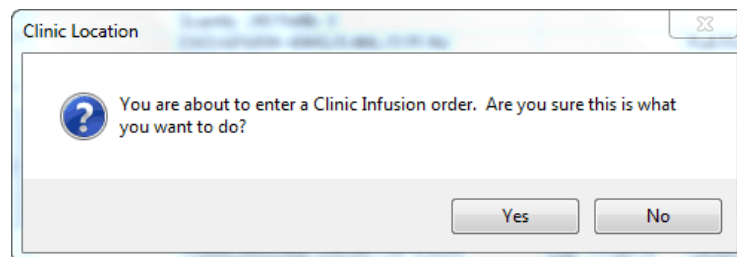 Clinic Location
You are about to enter a Clinic Infusion order.  Are you sure this is what
you want to do?
Yes
No